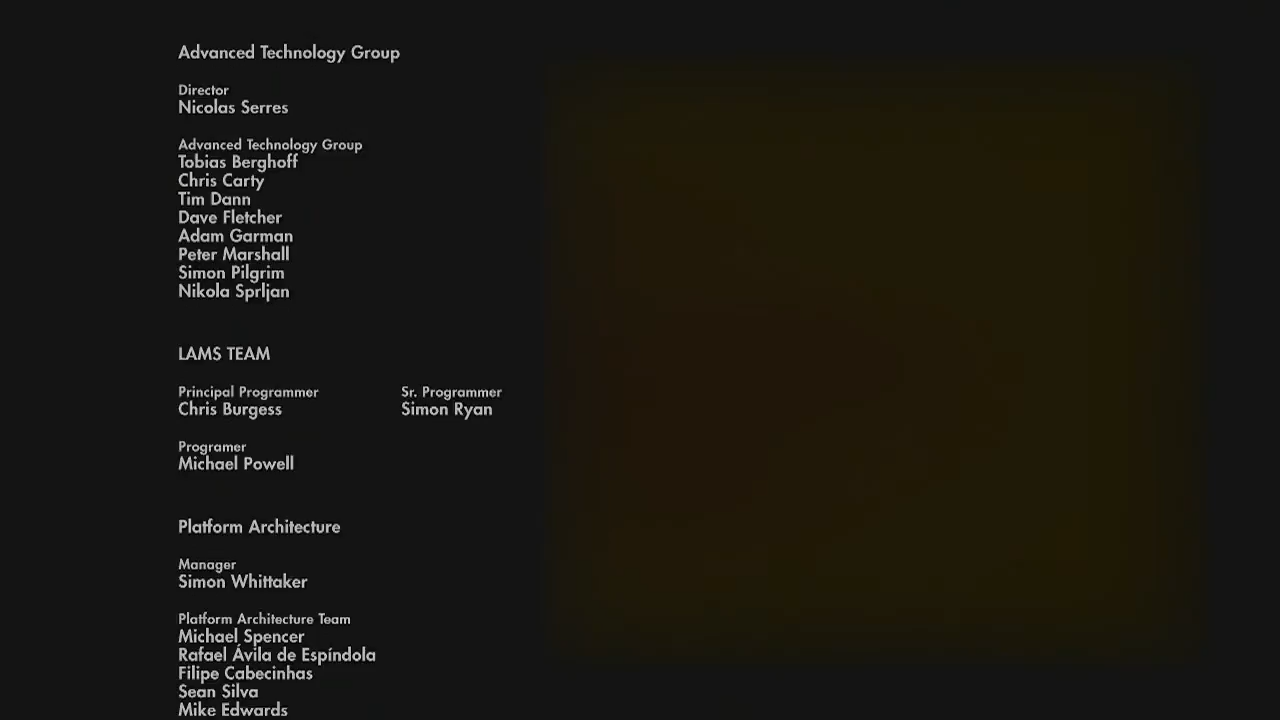 Advanced Technology Group
Director
Nicolas Serres
Advanced Technology Group
Tobias Berghoff
Chris Carty
Tim Dann
Dave Fletcher
Adam Garman
Peter Marshall
Simon Pilgrim
Nikola Sprljan
LAMS TEAM
Principal Programmer
Chris Burgess
Sr. Programmer
Simon Ryan
Programer
Michael Powell
Platform Architecture
Manager
Simon Whittaker
Platform Architecture Team
Michael Spencer
Rafael Ávila de Espíndola
Filipe Cabecinhas
Sean Silva
Mike Edwards